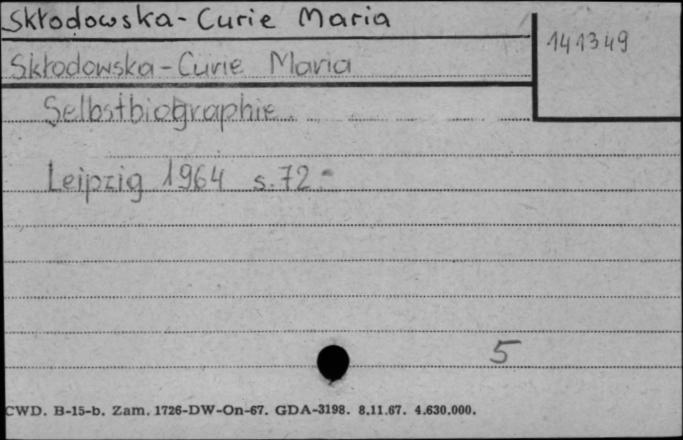 Skłodowska-Curie Maria
141349
Skłodowska-Curie Maria
Selbstbiographie
Leipzig 1964 s.72.-
5
CWD. B-15-b. Zam. 1726-DW-On-67. GDA-3198. 8.11.67. 4.630.000.